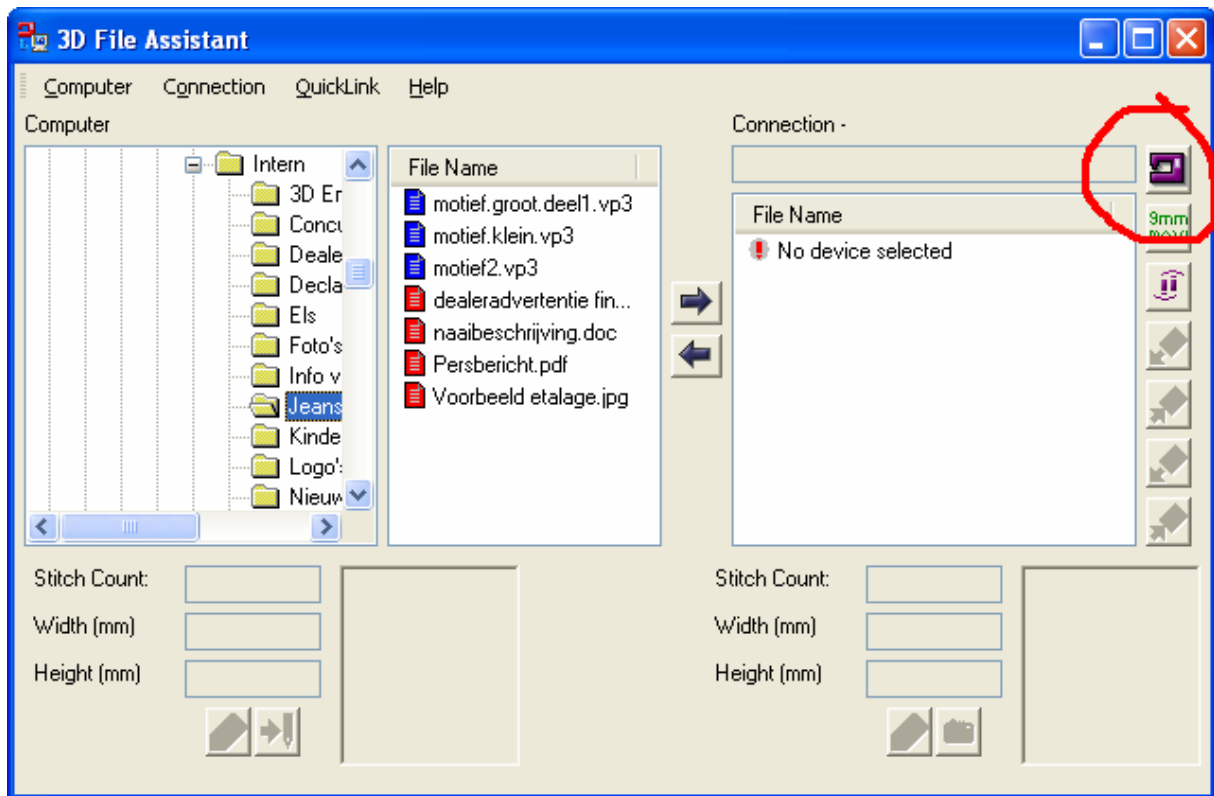 3D File Assistant
Computer Connection QuickLink Help
Computer
Intern
3D Er
Concu
Deale
Decla
Els
Foto's
Info v
Jeans
Kinde
Logo'
Nieuw
File Name
motief.groot.deel1.vp3
motief.klein.vp3
motief2.vp3
dealeradvertentie fin...
naaibeschrijving.doc
Persbericht.pdf
Voorbeeld etalage.jpg
Connection -
File Name
No device selected
9mm
Stitch Count:
Width (mm)
Height (mm)
Stitch Count:
Width (mm)
Height (mm)